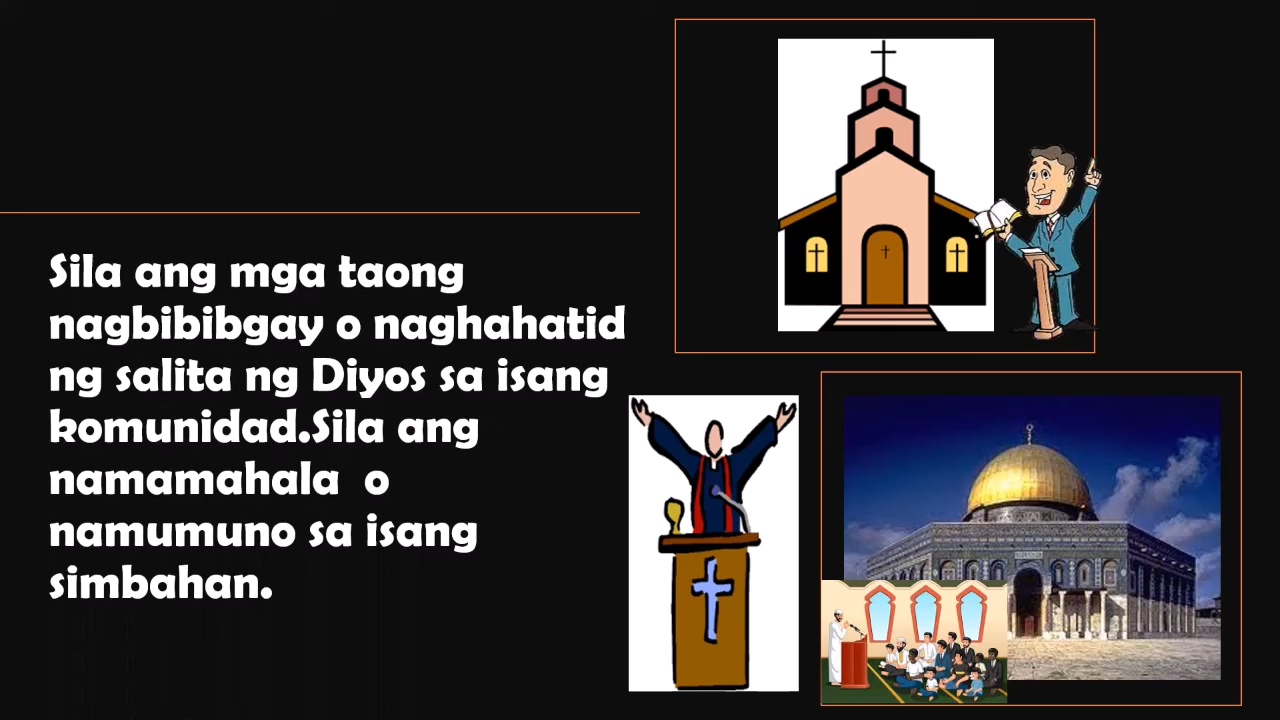 Sila ang mga taong
nagbibibgay o naghahatid
ng salita ng Diyos sa isang
komunidad.Sila ang
namamahala  o
namumuno sa isang
simbahan.